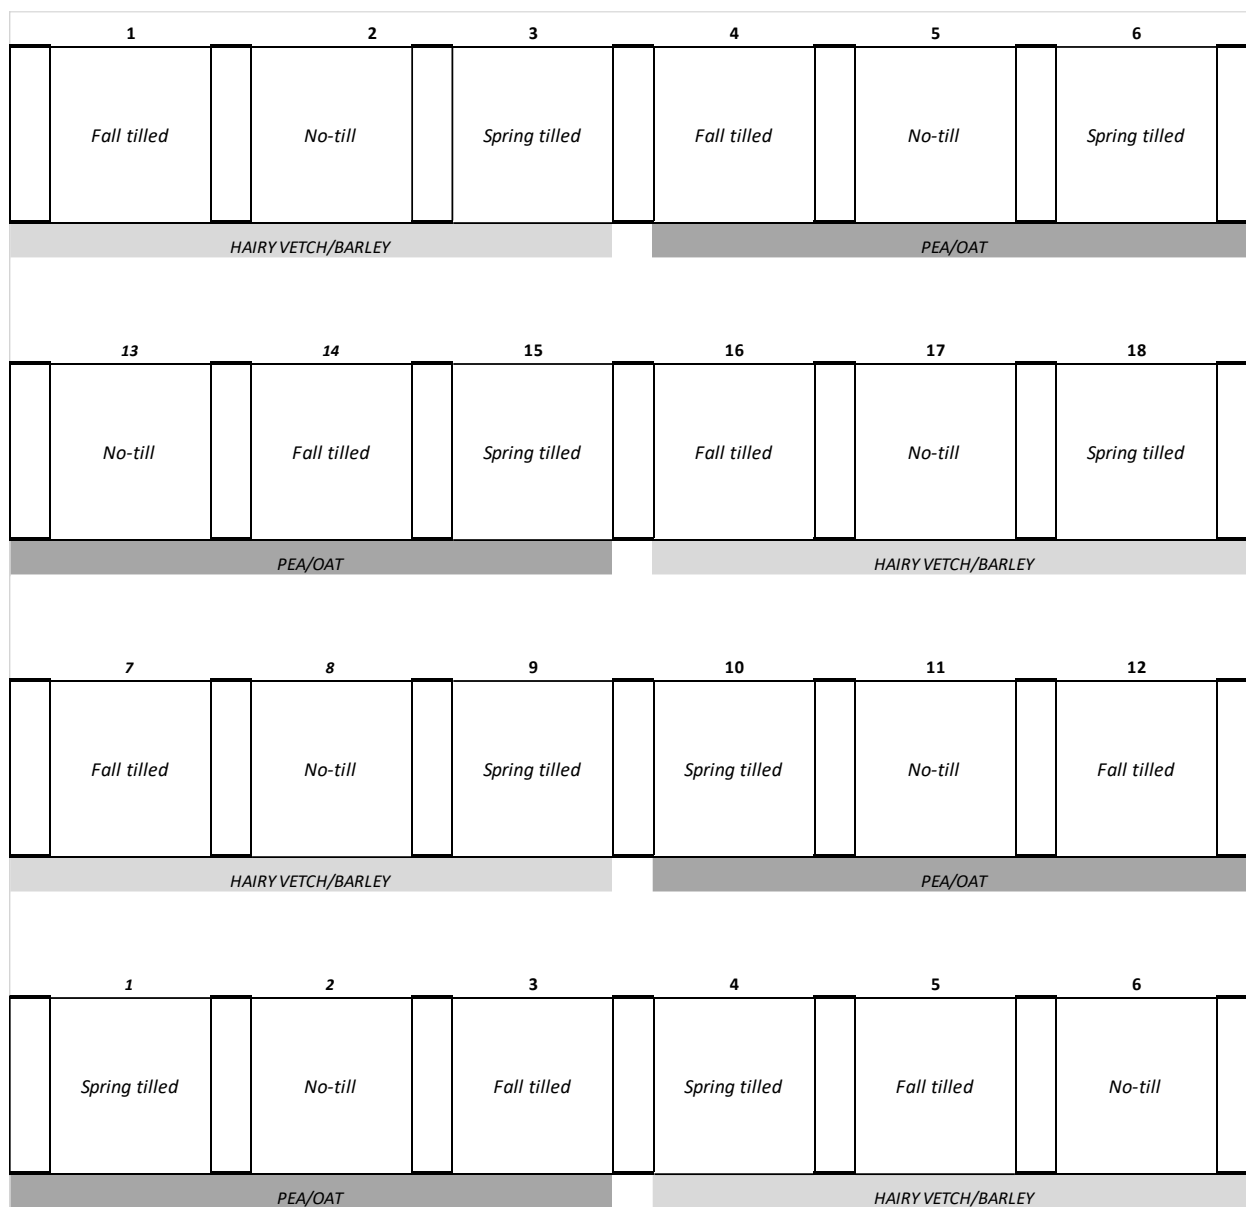 1 2 3 4 5 6
Fall tilled No-till Spring tilled Fall tilled No-till Spring tilled
HAIRY VETCH/BARLEY PEA/OAT
13 14 15 16 17 18
No-till Fall tilled Spring tilled Fall tilled No-till Spring tilled
PEA/OAT HAIRY VETCH/BARLEY
7 8 9 10 11 12
Fall tilled No-till Spring tilled Spring tilled No-till Fall tilled
HAIRY VETCH/BARLEY PEA/OAT
1 2 3 4 5 6
Spring tilled No-till Fall tilled Spring tilled Fall tilled No-till
PEA/OAT HAIRY VETCH/BARLEY